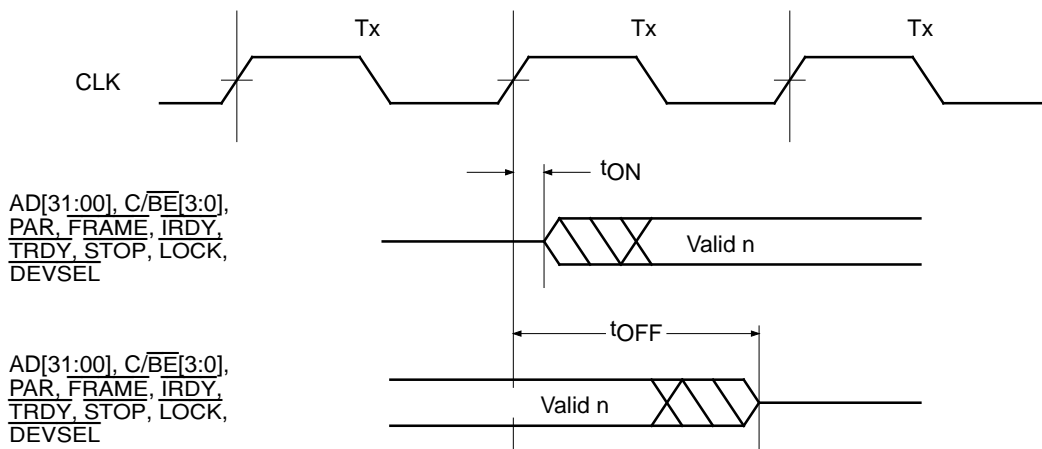 Tx Tx Tx
CLK
tON
AD[31:00], C/BE[3:0],
PAR, FRAME, IRDY,
TRDY, STOP, LOCK,
DEVSEL
Valid n
tOFF
AD[31:00], C/BE[3:0],
PAR, FRAME, IRDY,
TRDY, STOP, LOCK,
DEVSEL
Valid n